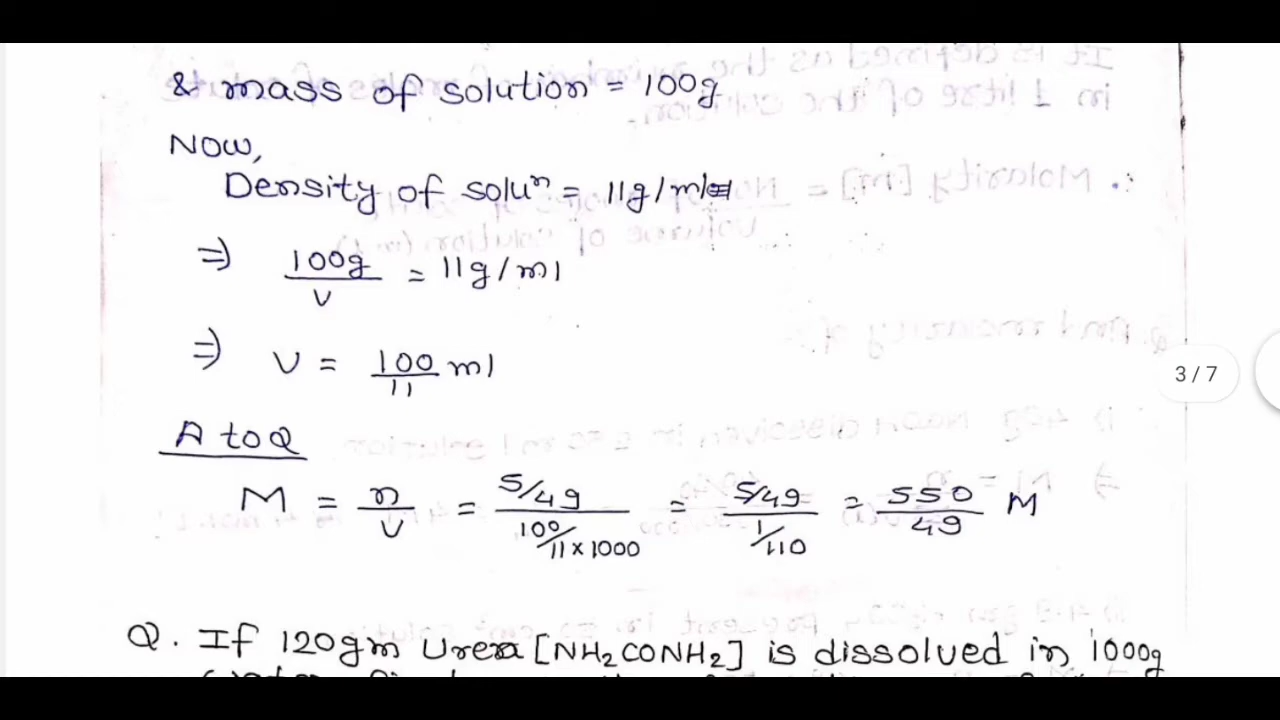 & mass of solution = 100g
Now,
Density of soluⁿ = 11g/ml
⇒ 100g/V = 11g/ml
⇒ V = 100/11 ml
3 / 7
A to Q
M = n/V = (5/49)/(100/11×1000) = (5/49)/(1/110) = 550/49 M
Q. If 120gm Urea [NH₂CONH₂] is dissolved in 1000g